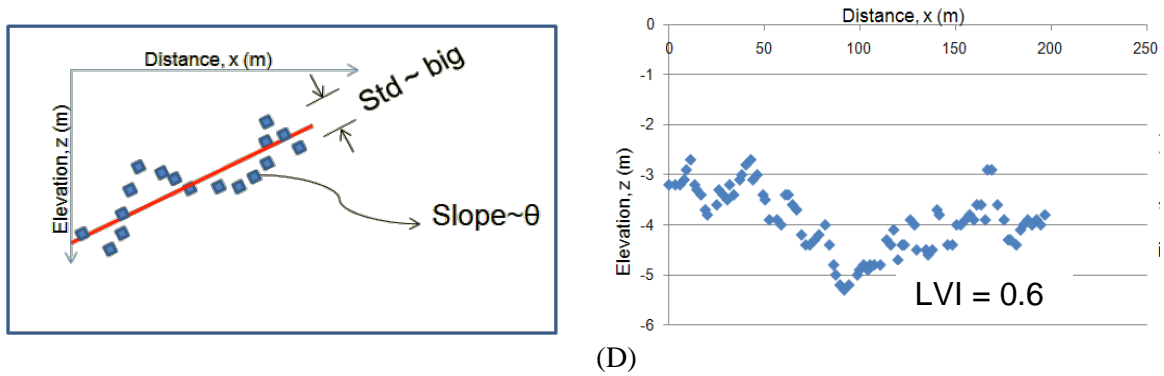 Distance, x (m)
Elevation, z (m)
Std~ big
Slope~θ
Distance, x (m)
0
50
100
150
200
250
0
-1
-2
-3
-4
-5
-6
Elevation, z (m)
LVI = 0.6
(D)